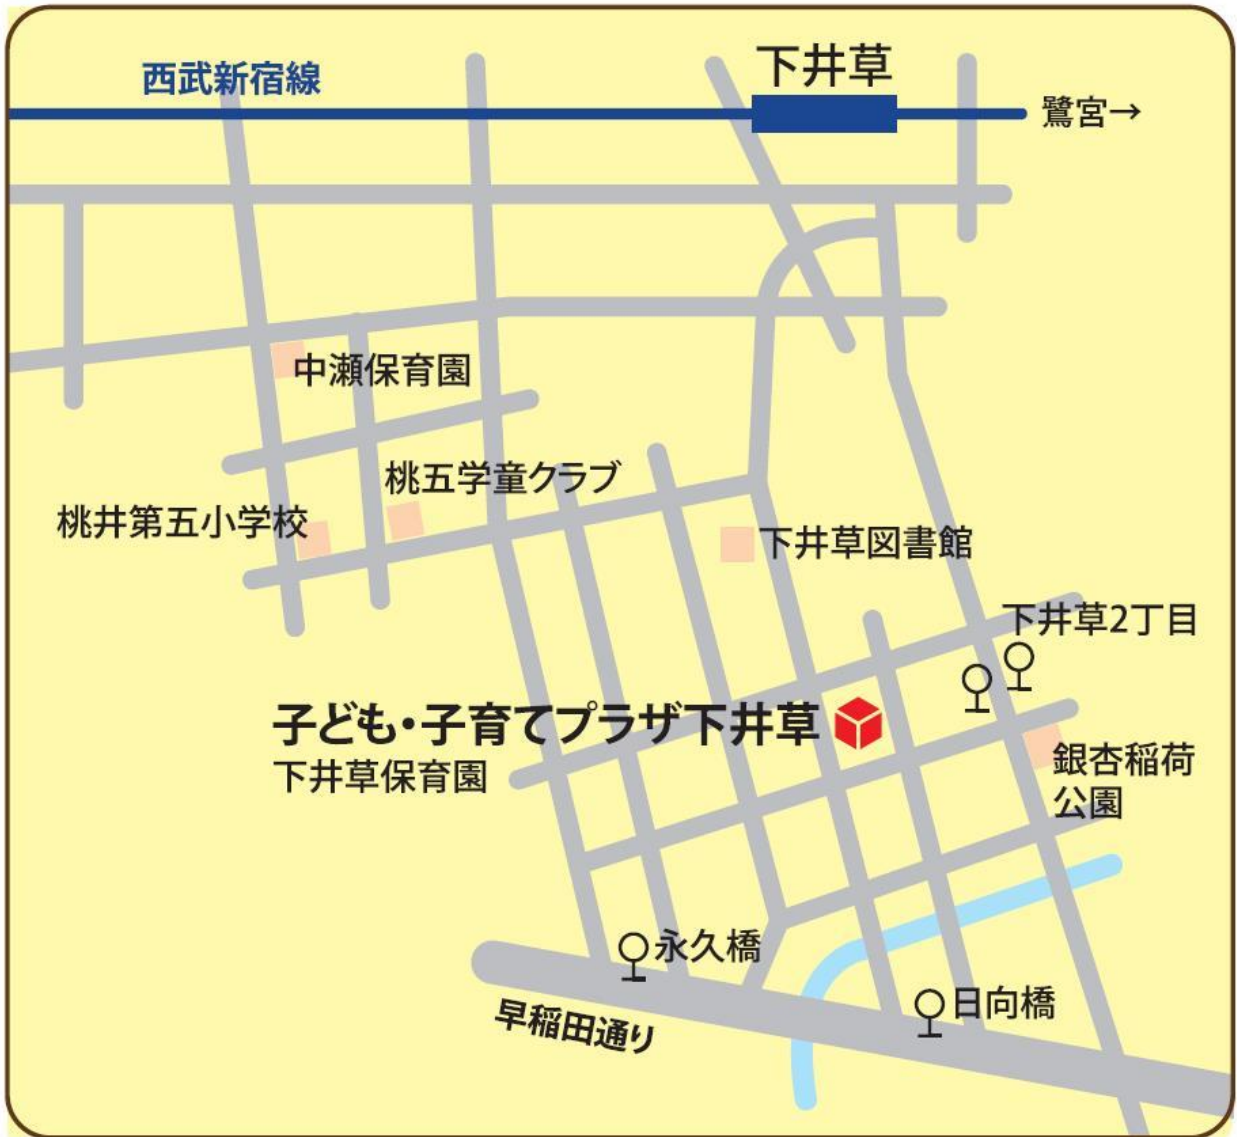 下井草
西武新宿線
鷺宮→
中瀬保育園
桃五学童クラブ
桃井第五小学校
下井草図書館
下井草2丁目
子ども・子育てプラザ下井草
下井草保育園
銀杏稲荷
公園
永久橋
日向橋
早稲田通り